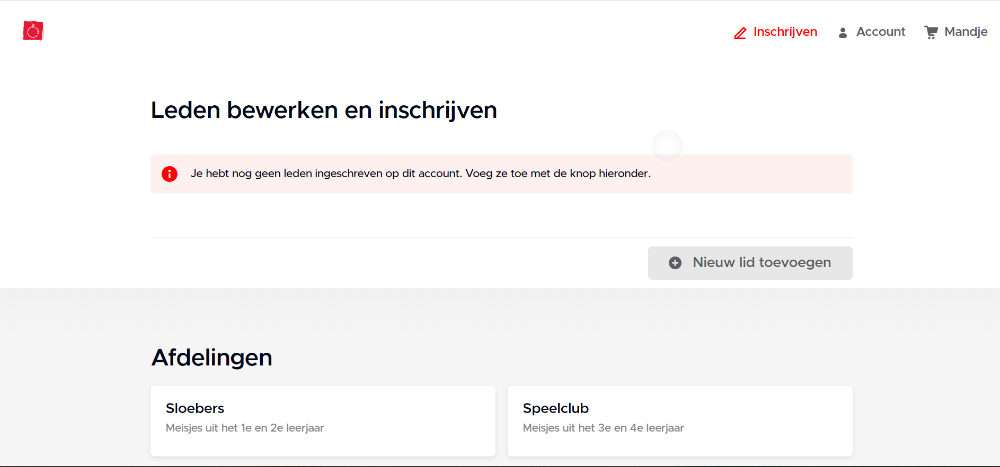 Inschrijven
Account
Mandje
Leden bewerken en inschrijven
Je hebt nog geen leden ingeschreven op dit account. Voeg ze toe met de knop hieronder.
Nieuw lid toevoegen
Afdelingen
Sloebers
Meisjes uit het 1e en 2e leerjaar
Speelclub
Meisjes uit het 3e en 4e leerjaar